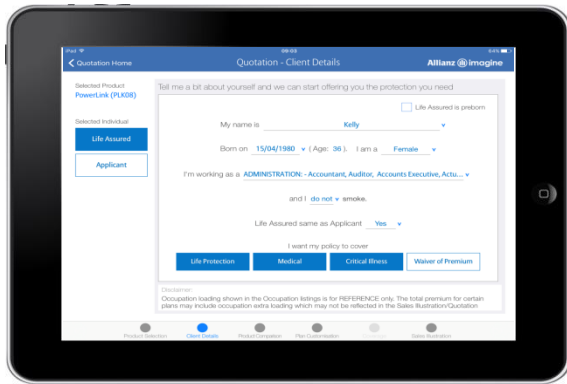 iPad 09:03 64%
Quotation Home Quotation - Client Details Allianz imagine
Selected Product
PowerLink (PLK08)
Tell me a bit about yourself and we can start offering you the protection you need
Life Assured is preborn
Selected Individual
Life Assured
Applicant
My name is Kelly
Born on 15/04/1980 ( Age: 36 ). I am a Female
I'm working as a ADMINISTRATION: - Accountant, Auditor, Accounts Executive, Actu...
and I do not smoke.
Life Assured same as Applicant Yes
I want my policy to cover
Life Protection Medical Critical Illness Waiver of Premium
Disclaimer:
Occupation loading shown in the Occupation listings is for REFERENCE only. The total premium for certain
plans may include occupation extra loading which may not be reflected in the Sales Illustration/Quotation
Product Selection Client Details Product Comparison Plan Customisation Sales Illustration